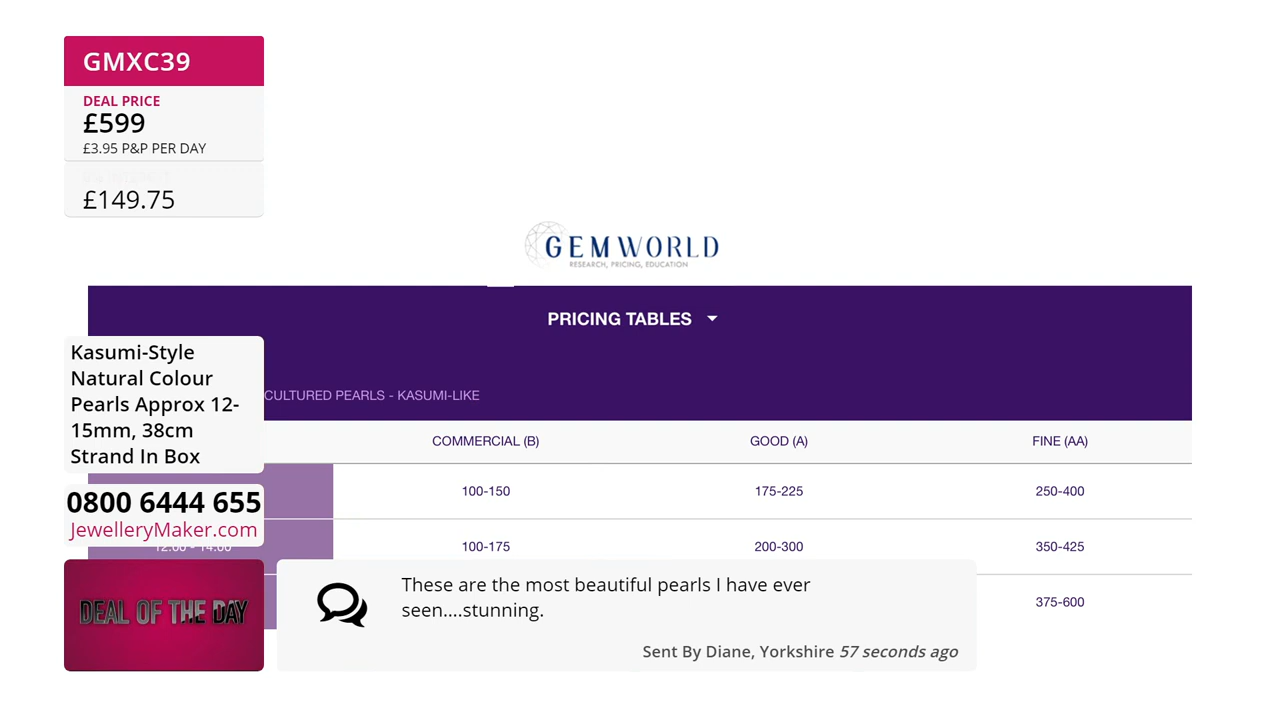 GMXC39
DEAL PRICE
£599
£3.95 P&P PER DAY
£149.75
GEMWORLD
RESEARCH, PRICING, EDUCATION
PRICING TABLES
Kasumi-Style
Natural Colour
Pearls Approx 12-
15mm, 38cm
Strand In Box
CULTURED PEARLS - KASUMI-LIKE
COMMERCIAL (B) GOOD (A) FINE (AA)
100-150 175-225 250-400
0800 6444 655
JewelleryMaker.com
12.00 - 14.00 100-175 200-300 350-425
375-600
DEAL OF THE DAY
These are the most beautiful pearls I have ever
seen....stunning.
Sent By Diane, Yorkshire 57 seconds ago